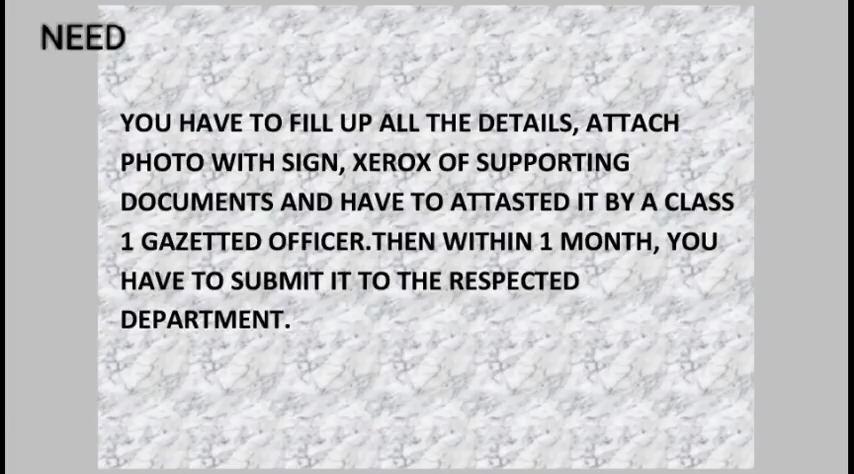 NEED
YOU HAVE TO FILL UP ALL THE DETAILS, ATTACH
PHOTO WITH SIGN, XEROX OF SUPPORTING
DOCUMENTS AND HAVE TO ATTASTED IT BY A CLASS
1 GAZETTED OFFICER.THEN WITHIN 1 MONTH, YOU
HAVE TO SUBMIT IT TO THE RESPECTED
DEPARTMENT.